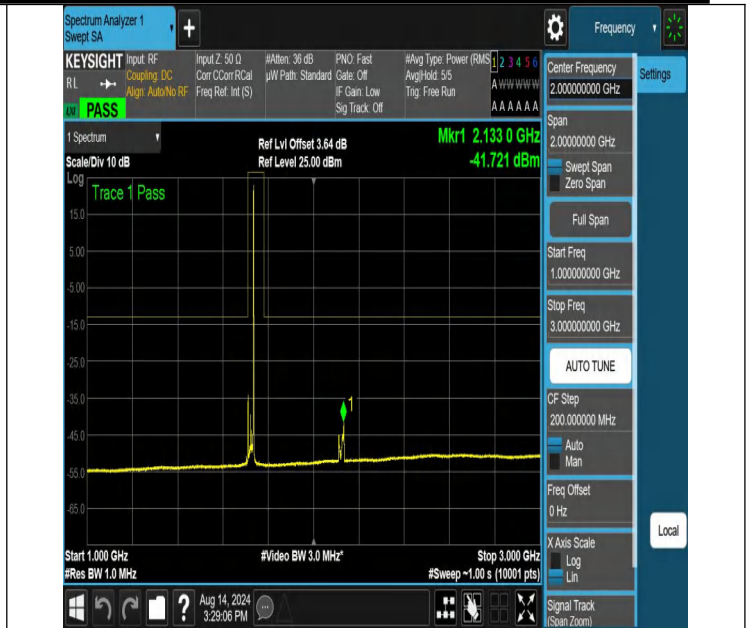 Spectrum Analyzer 1
Swept SA
+
Frequency
KEYSIGHT
RL
PASS
Input: RF
Coupling: DC
Align: Auto/No RF
Input Z: 50 Ω
Corr CCorr RCal
Freq Ref: Int (S)
#Atten: 36 dB
µW Path: Standard
PNO: Fast
Gate: Off
IF Gain: Low
Sig Track: Off
#Avg Type: Power (RMS
Avg|Hold: 5/5
Trig: Free Run
1 2 3 4 5 6
A W W W W W
A A A A A A
1 Spectrum
Scale/Div 10 dB
Ref Lvl Offset 3.64 dB
Ref Level 25.00 dBm
Mkr1 2.133 0 GHz
-41.721 dBm
Log
Trace 1 Pass
15.0
5.00
-5.00
-15.0
-25.0
-35.0
-45.0
-55.0
-65.0
1
Start 1.000 GHz
#Res BW 1.0 MHz
#Video BW 3.0 MHz*
Stop 3.000 GHz
#Sweep ~1.00 s (10001 pts)
?
Aug 14, 2024
3:29:06 PM
Center Frequency
2.000000000 GHz
Settings
Span
2.00000000 GHz
Swept Span
Zero Span
Full Span
Start Freq
1.000000000 GHz
Stop Freq
3.000000000 GHz
AUTO TUNE
CF Step
200.000000 MHz
Auto
Man
Freq Offset
0 Hz
X Axis Scale
Log
Lin
Local
Signal Track
(Span Zoom)